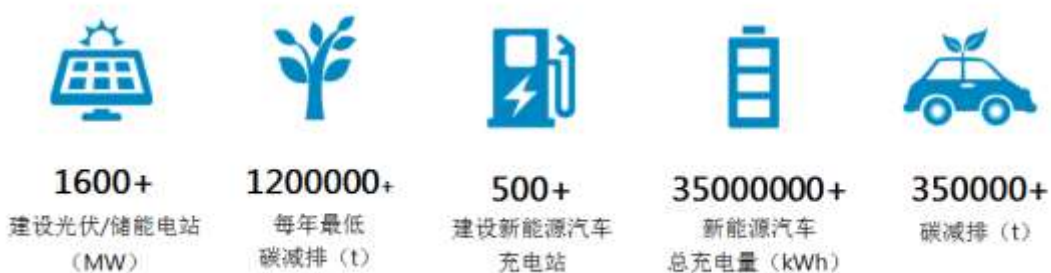 1600+
建设光伏/储能电站
（MW）
1200000+
每年最低
碳减排（t）
500+
建设新能源汽车
充电站
35000000+
新能源汽车
总充电量（kWh）
350000+
碳减排（t）